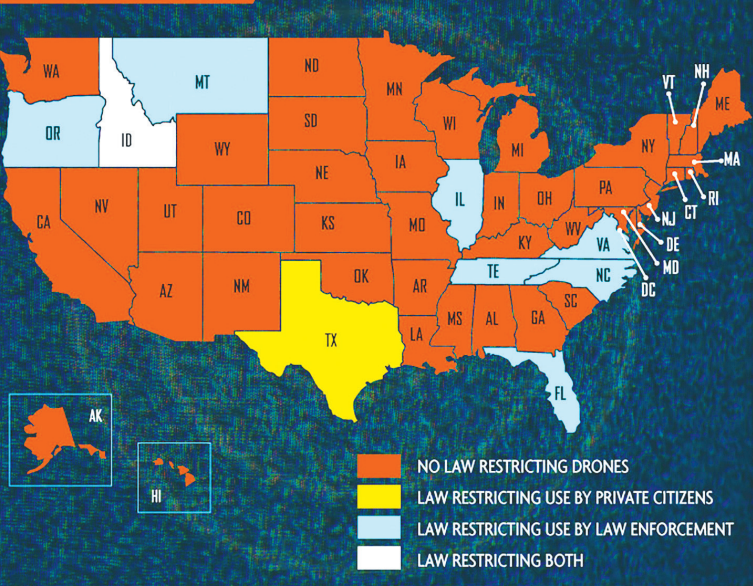 WA
MT
ND
MN
VT
NH
ME
OR
ID
SD
WI
MI
NY
MA
WY
IA
NE
PA
RI
CT
NJ
NV
UT
CO
IL
IN
OH
WV
VA
DE
MD
DC
CA
KS
MO
KY
AZ
NM
OK
AR
TE
NC
SC
TX
LA
MS
AL
GA
FL
AK
HI
NO LAW RESTRICTING DRONES
LAW RESTRICTING USE BY PRIVATE CITIZENS
LAW RESTRICTING USE BY LAW ENFORCEMENT
LAW RESTRICTING BOTH